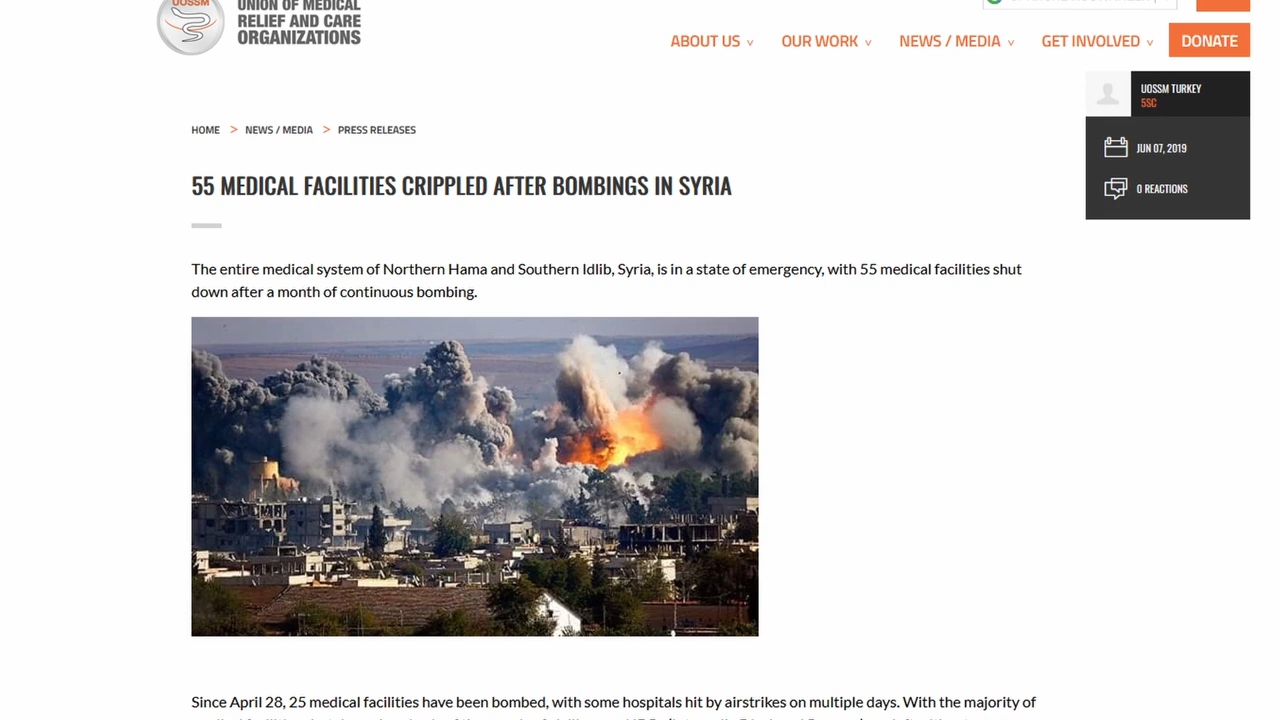 UOSSM
UNION OF MEDICAL
RELIEF AND CARE
ORGANIZATIONS
ABOUT US
OUR WORK
NEWS / MEDIA
GET INVOLVED
DONATE
UOSSM TURKEY
5SC
JUN 07, 2019
0 REACTIONS
HOME > NEWS / MEDIA > PRESS RELEASES
55 MEDICAL FACILITIES CRIPPLED AFTER BOMBINGS IN SYRIA
The entire medical system of Northern Hama and Southern Idlib, Syria, is in a state of emergency, with 55 medical facilities shut
down after a month of continuous bombing.
Since April 28, 25 medical facilities have been bombed, with some hospitals hit by airstrikes on multiple days. With the majority of